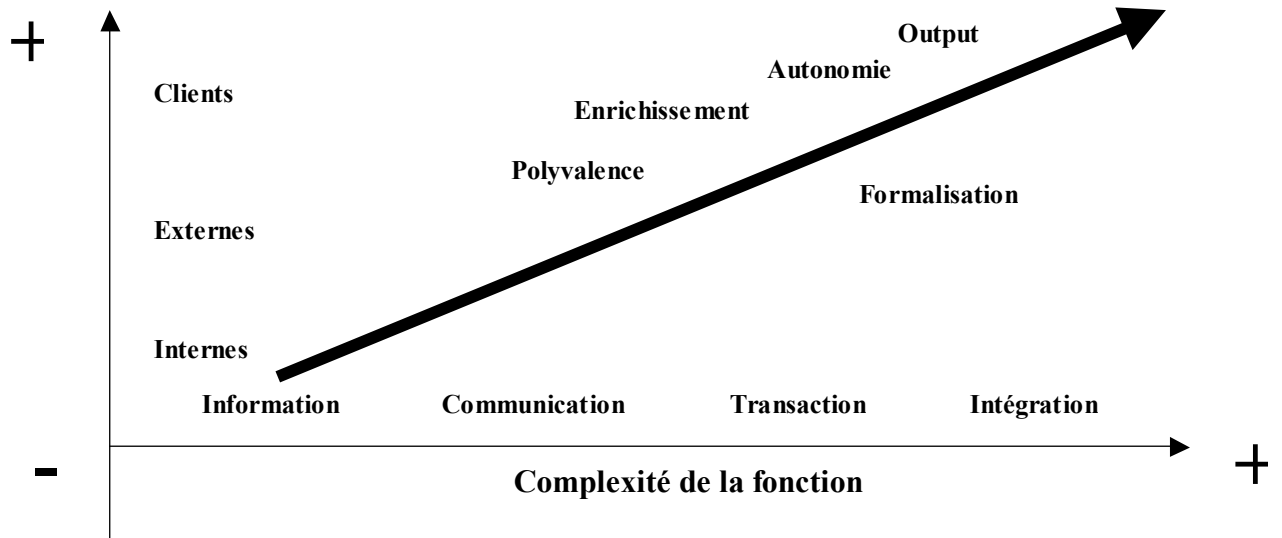 Output
+
Autonomie
Clients
Enrichissement
Polyvalence
Formalisation
Externes
Internes
Information Communication Transaction Intégration
- +
Complexité de la fonction